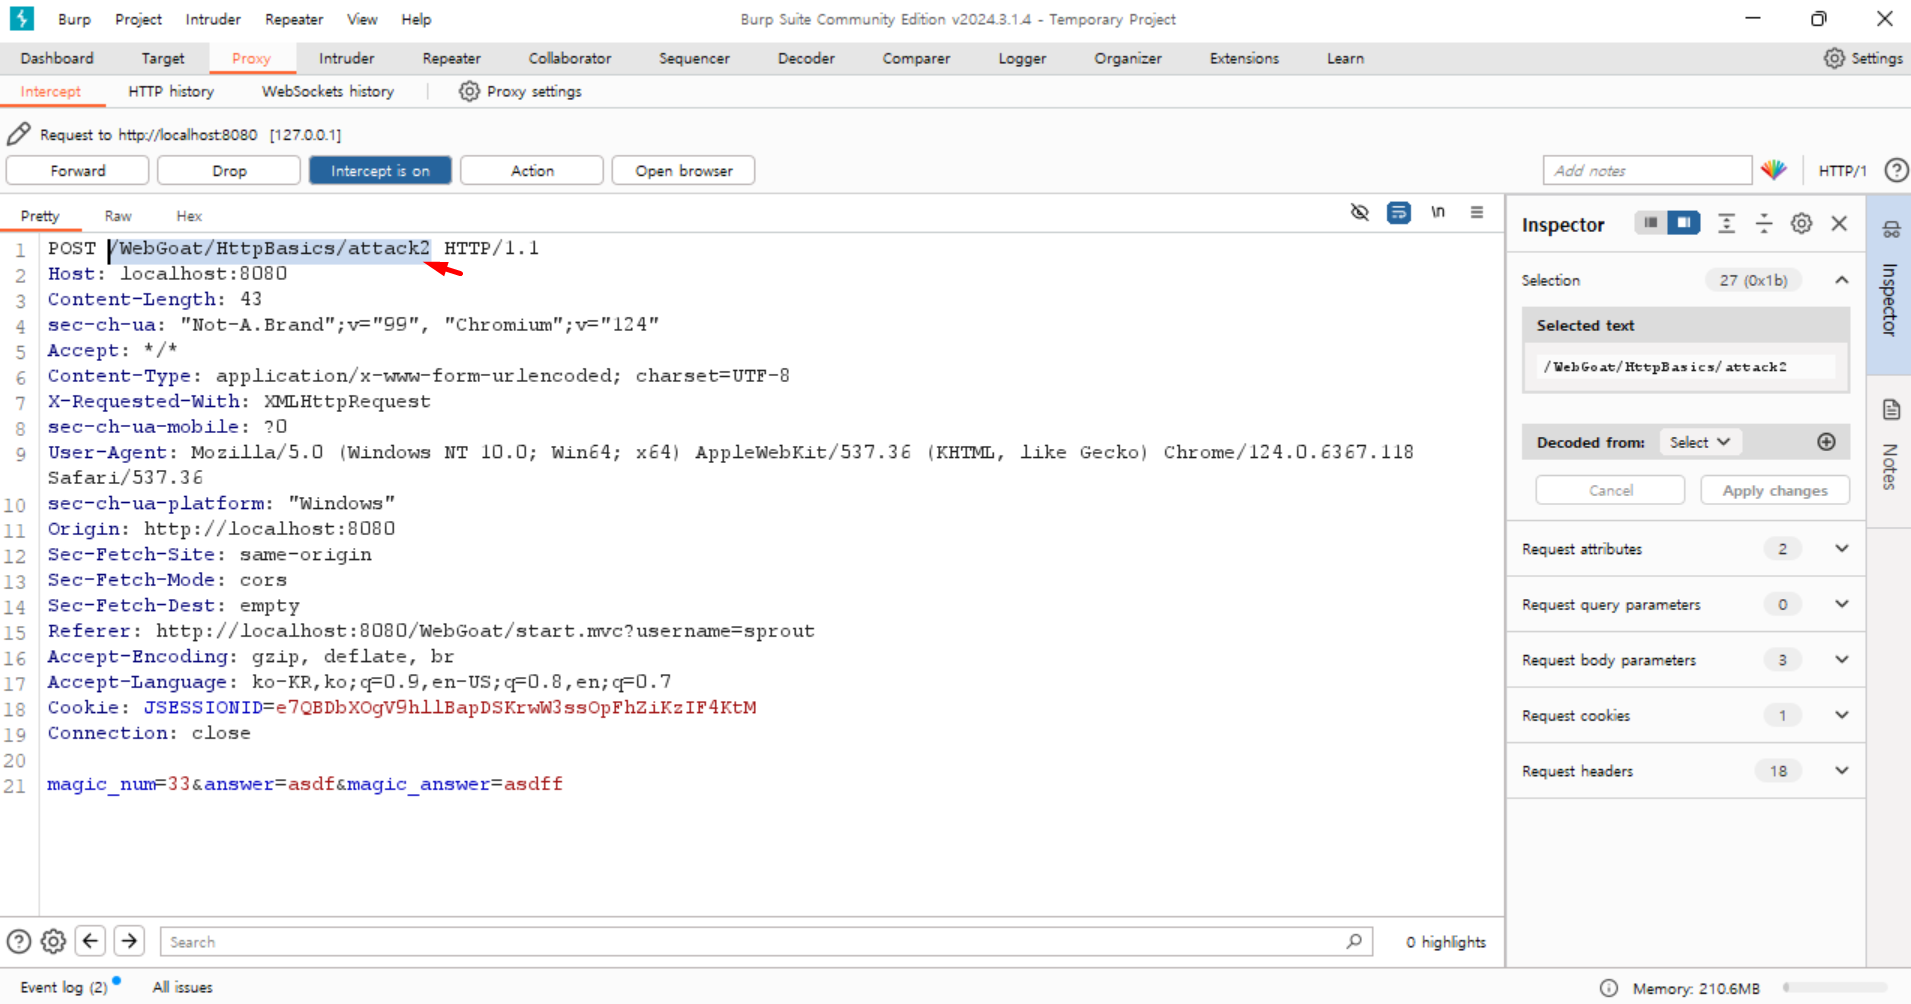 Burp Project Intruder Repeater View Help
Burp Suite Community Edition v2024.3.1.4 - Temporary Project
Dashboard Target Proxy Intruder Repeater Collaborator Sequencer Decoder Comparer Logger Organizer Extensions Learn Settings
Intercept HTTP history WebSockets history Proxy settings
Request to http://localhost:8080 [127.0.0.1]
Forward Drop Intercept is on Action Open browser Add notes HTTP/1
Pretty Raw Hex \n
1 POST /WebGoat/HttpBasics/attack2 HTTP/1.1
2 Host: localhost:8080
3 Content-Length: 43
4 sec-ch-ua: "Not-A.Brand";v="99", "Chromium";v="124"
5 Accept: */*
6 Content-Type: application/x-www-form-urlencoded; charset=UTF-8
7 X-Requested-With: XMLHttpRequest
8 sec-ch-ua-mobile: ?0
9 User-Agent: Mozilla/5.0 (Windows NT 10.0; Win64; x64) AppleWebKit/537.36 (KHTML, like Gecko) Chrome/124.0.6367.118
Safari/537.36
10 sec-ch-ua-platform: "Windows"
11 Origin: http://localhost:8080
12 Sec-Fetch-Site: same-origin
13 Sec-Fetch-Mode: cors
14 Sec-Fetch-Dest: empty
15 Referer: http://localhost:8080/WebGoat/start.mvc?username=sprout
16 Accept-Encoding: gzip, deflate, br
17 Accept-Language: ko-KR,ko;q=0.9,en-US;q=0.8,en;q=0.7
18 Cookie: JSESSIONID=e7QBDbXOgV9hllBapDSKrwW3ssOpFhZiKzIF4KtM
19 Connection: close
20
21 magic_num=33&answer=asdf&magic_answer=asdff
Inspector
Selection 27 (0x1b)
Selected text
/WebGoat/HttpBasics/attack2
Decoded from: Select
Cancel Apply changes
Request attributes 2
Request query parameters 0
Request body parameters 3
Request cookies 1
Request headers 18
Inspector
Notes
Search
0 highlights
Event log (2) All issues
Memory: 210.6MB